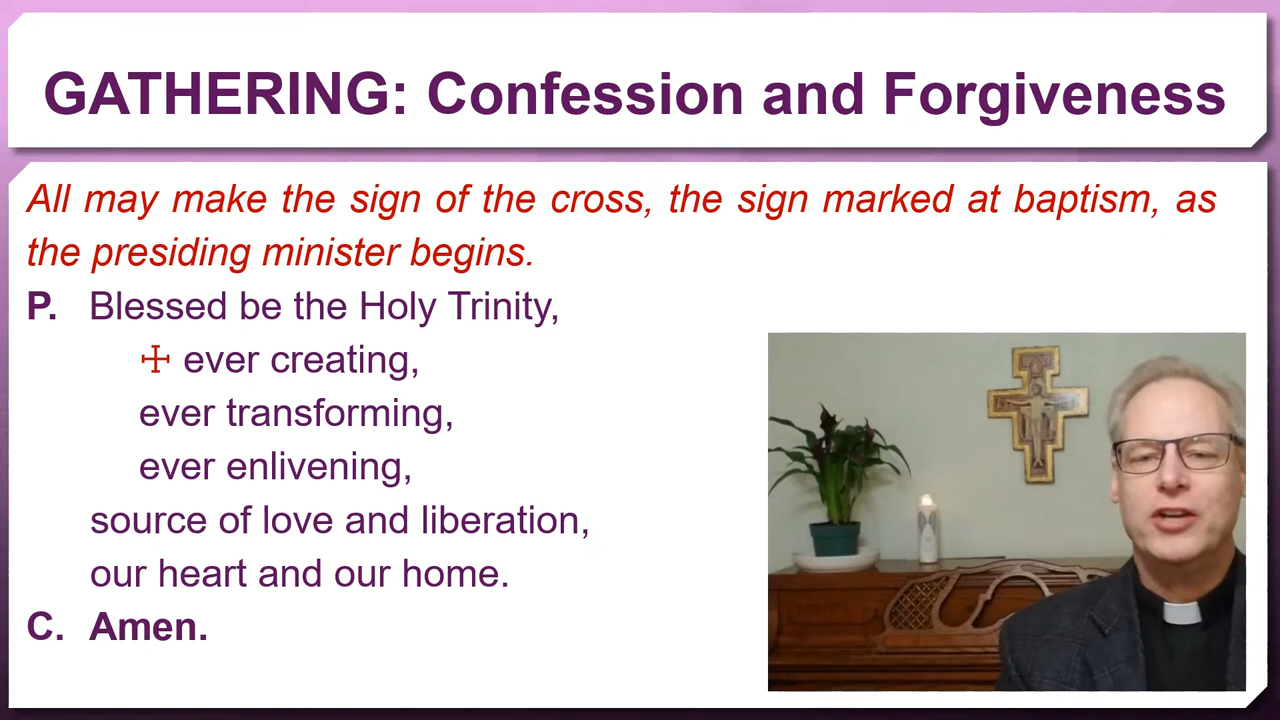 GATHERING: Confession and Forgiveness
All may make the sign of the cross, the sign marked at baptism, as
the presiding minister begins.
P. Blessed be the Holy Trinity,
☩ ever creating,
ever transforming,
ever enlivening,
source of love and liberation,
our heart and our home.
C. Amen.